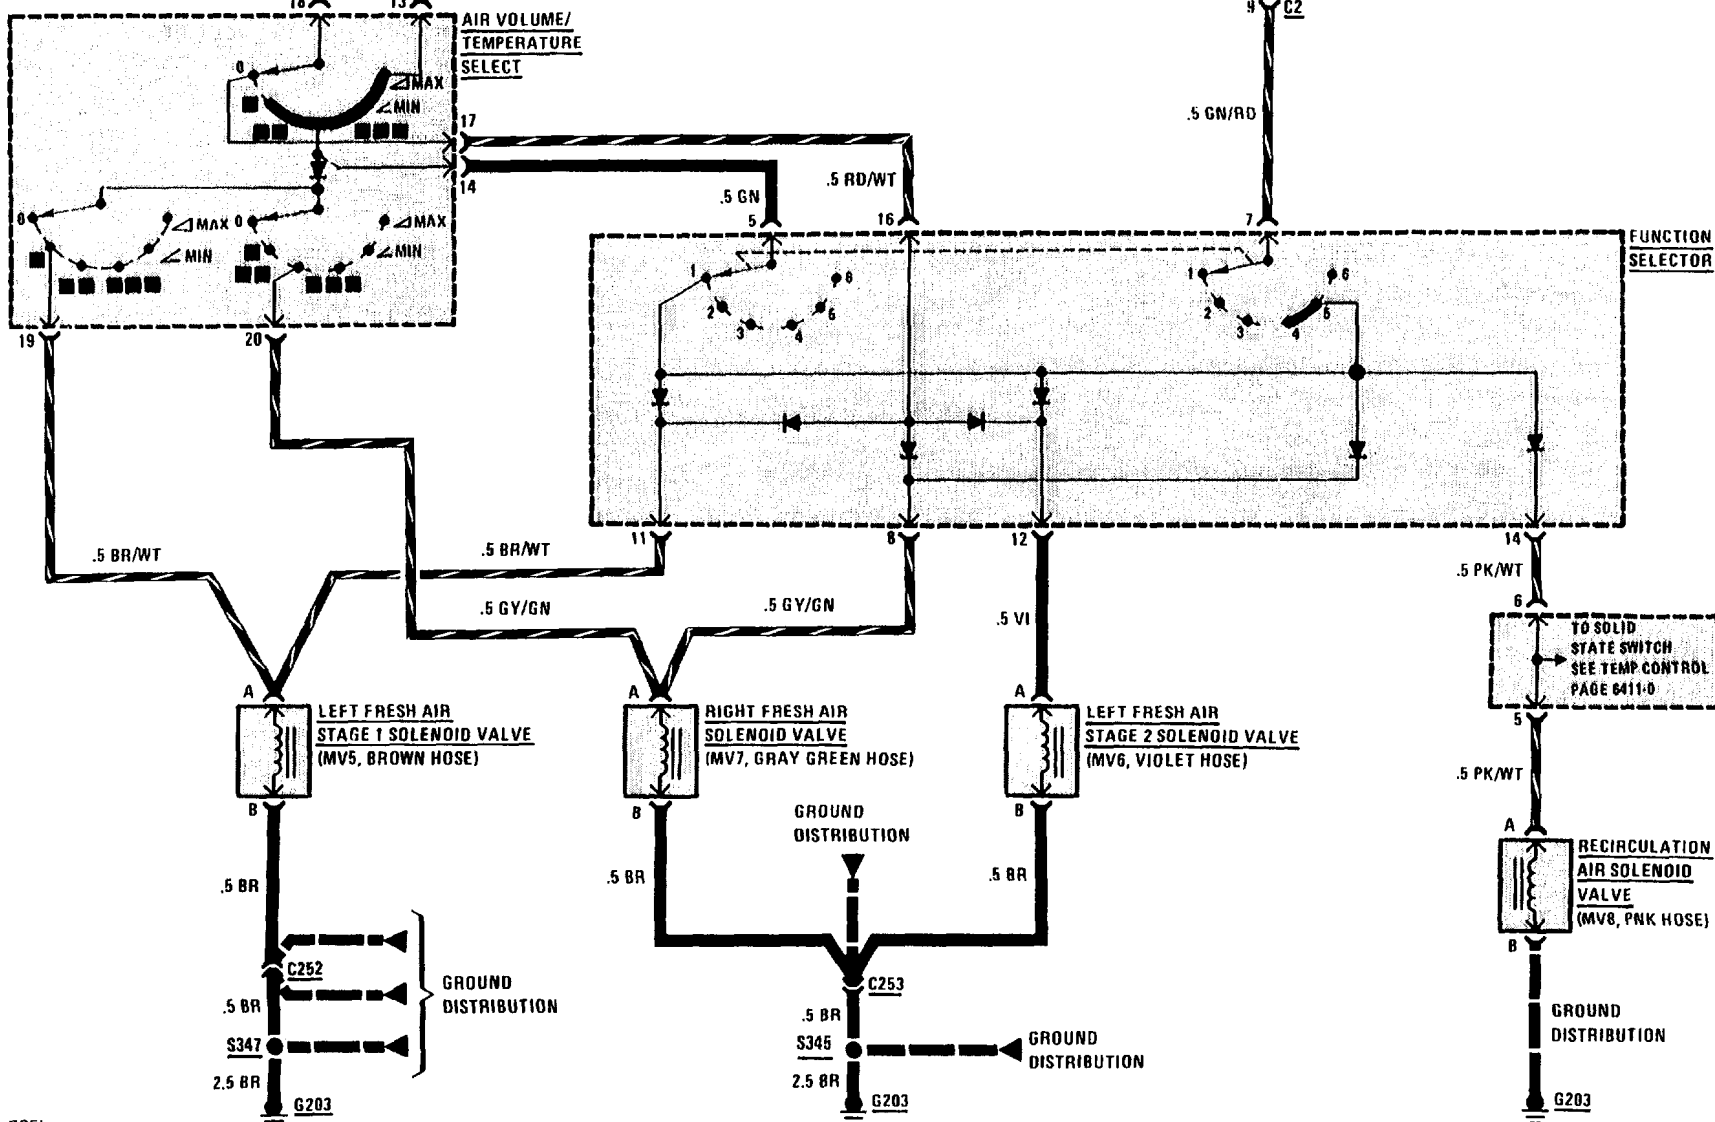 18
13
9
C2
AIR VOLUME/
TEMPERATURE
SELECT
0
MAX
MIN
17
14
.5 GN/RD
.5 RD/WT
.5 GN
5
16
7
0
MAX
MIN
0
MAX
MIN
FUNCTION
SELECTOR
1
2
3
4
6
8
1
2
3
4
5
6
19
20
11
8
12
14
.5 BR/WT
.5 BR/WT
.5 GY/GN
.5 GY/GN
.5 VI
.5 PK/WT
6
TO SOLID
STATE SWITCH
SEE TEMP CONTROL
PAGE 6411-0
5
A
LEFT FRESH AIR
STAGE 1 SOLENOID VALVE
(MV5, BROWN HOSE)
B
A
RIGHT FRESH AIR
SOLENOID VALVE
(MV7, GRAY GREEN HOSE)
B
A
LEFT FRESH AIR
STAGE 2 SOLENOID VALVE
(MV6, VIOLET HOSE)
B
.5 PK/WT
A
RECIRCULATION
AIR SOLENOID
VALVE
(MV8, PNK HOSE)
B
GROUND
DISTRIBUTION
.5 BR
.5 BR
.5 BR
C252
.5 BR
GROUND
DISTRIBUTION
S347
2.5 BR
G203
C253
.5 BR
S345
GROUND
DISTRIBUTION
2.5 BR
G203
GROUND
DISTRIBUTION
G203